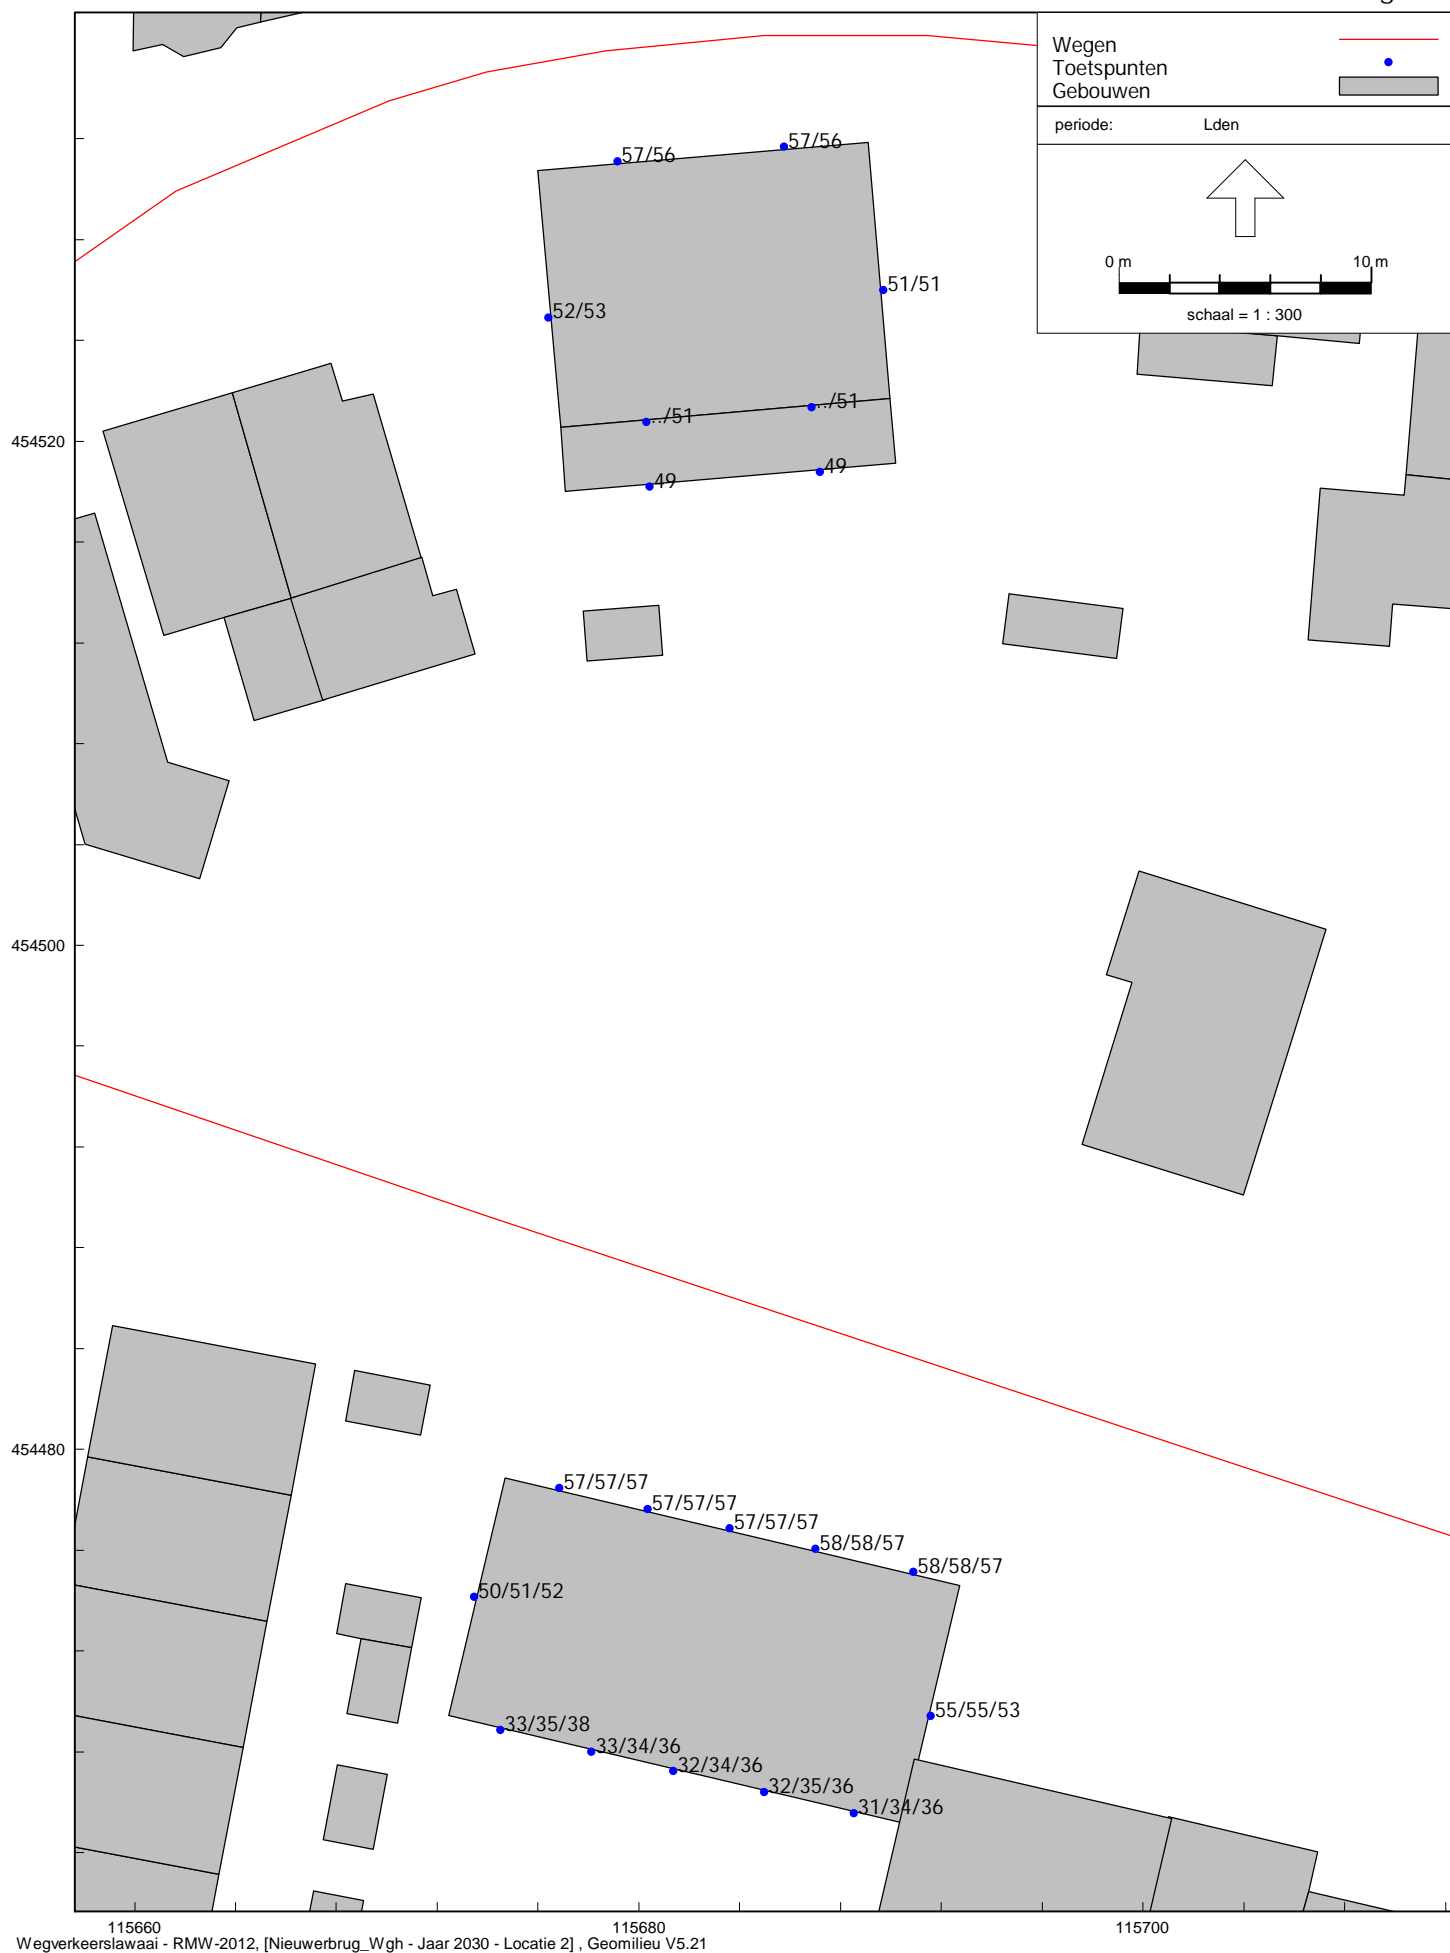 Wegen
Toetspunten
Gebouwen
periode: Lden
0 m 10 m
schaal = 1 : 300
57/56
57/56
51/51
52/53
../51
../51
454520
49
49
454500
454480
57/57/57
57/57/57
57/57/57
58/58/57
58/58/57
50/51/52
55/55/53
33/35/38
33/34/36
32/34/36
32/35/36
31/34/36
115660 115680 115700
Wegverkeerslawaai - RMW-2012, [Nieuwerbrug_Wgh - Jaar 2030 - Locatie 2] , Geomilieu V5.21